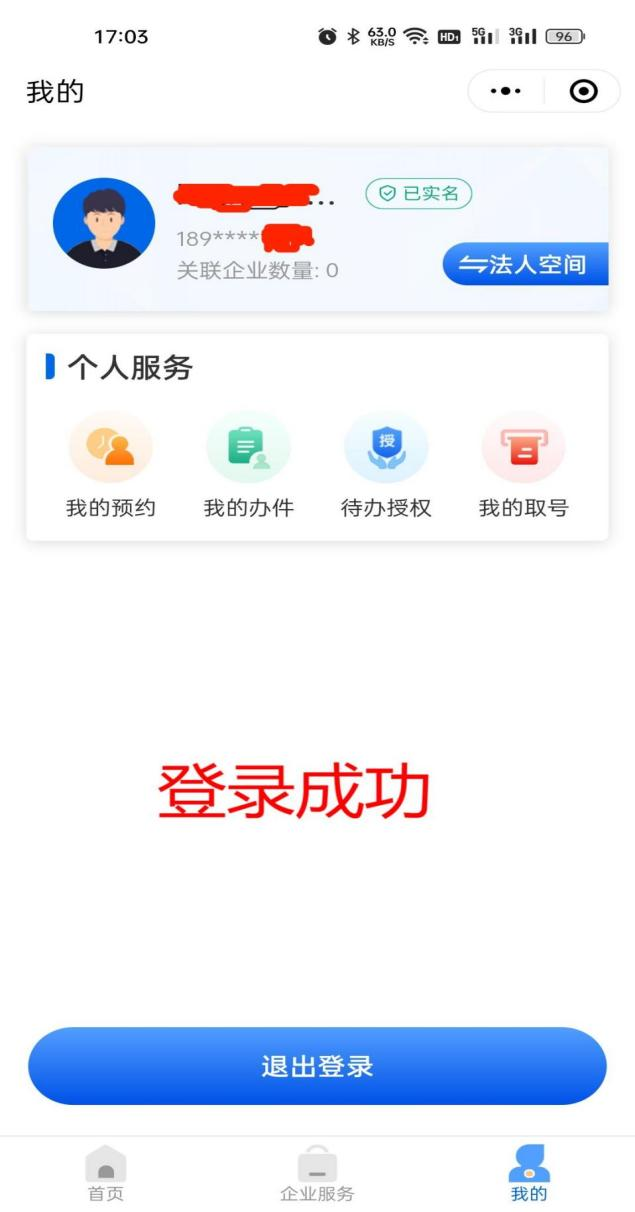 17:03
63.0 KB/S HD1 5G 3G 96
我的
...
已实名
189****
关联企业数量: 0
法人空间
个人服务
授
我的预约 我的办件 待办授权 我的取号
登录成功
退出登录
首页 企业服务 我的